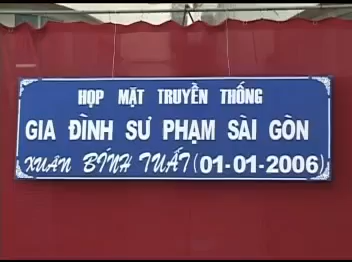 HỌP MẶT TRUYỀN THỐNG
GIA ĐÌNH SƯ PHẠM SÀI GÒN
XUÂN BÍNH TUẤT (01-01-2006)